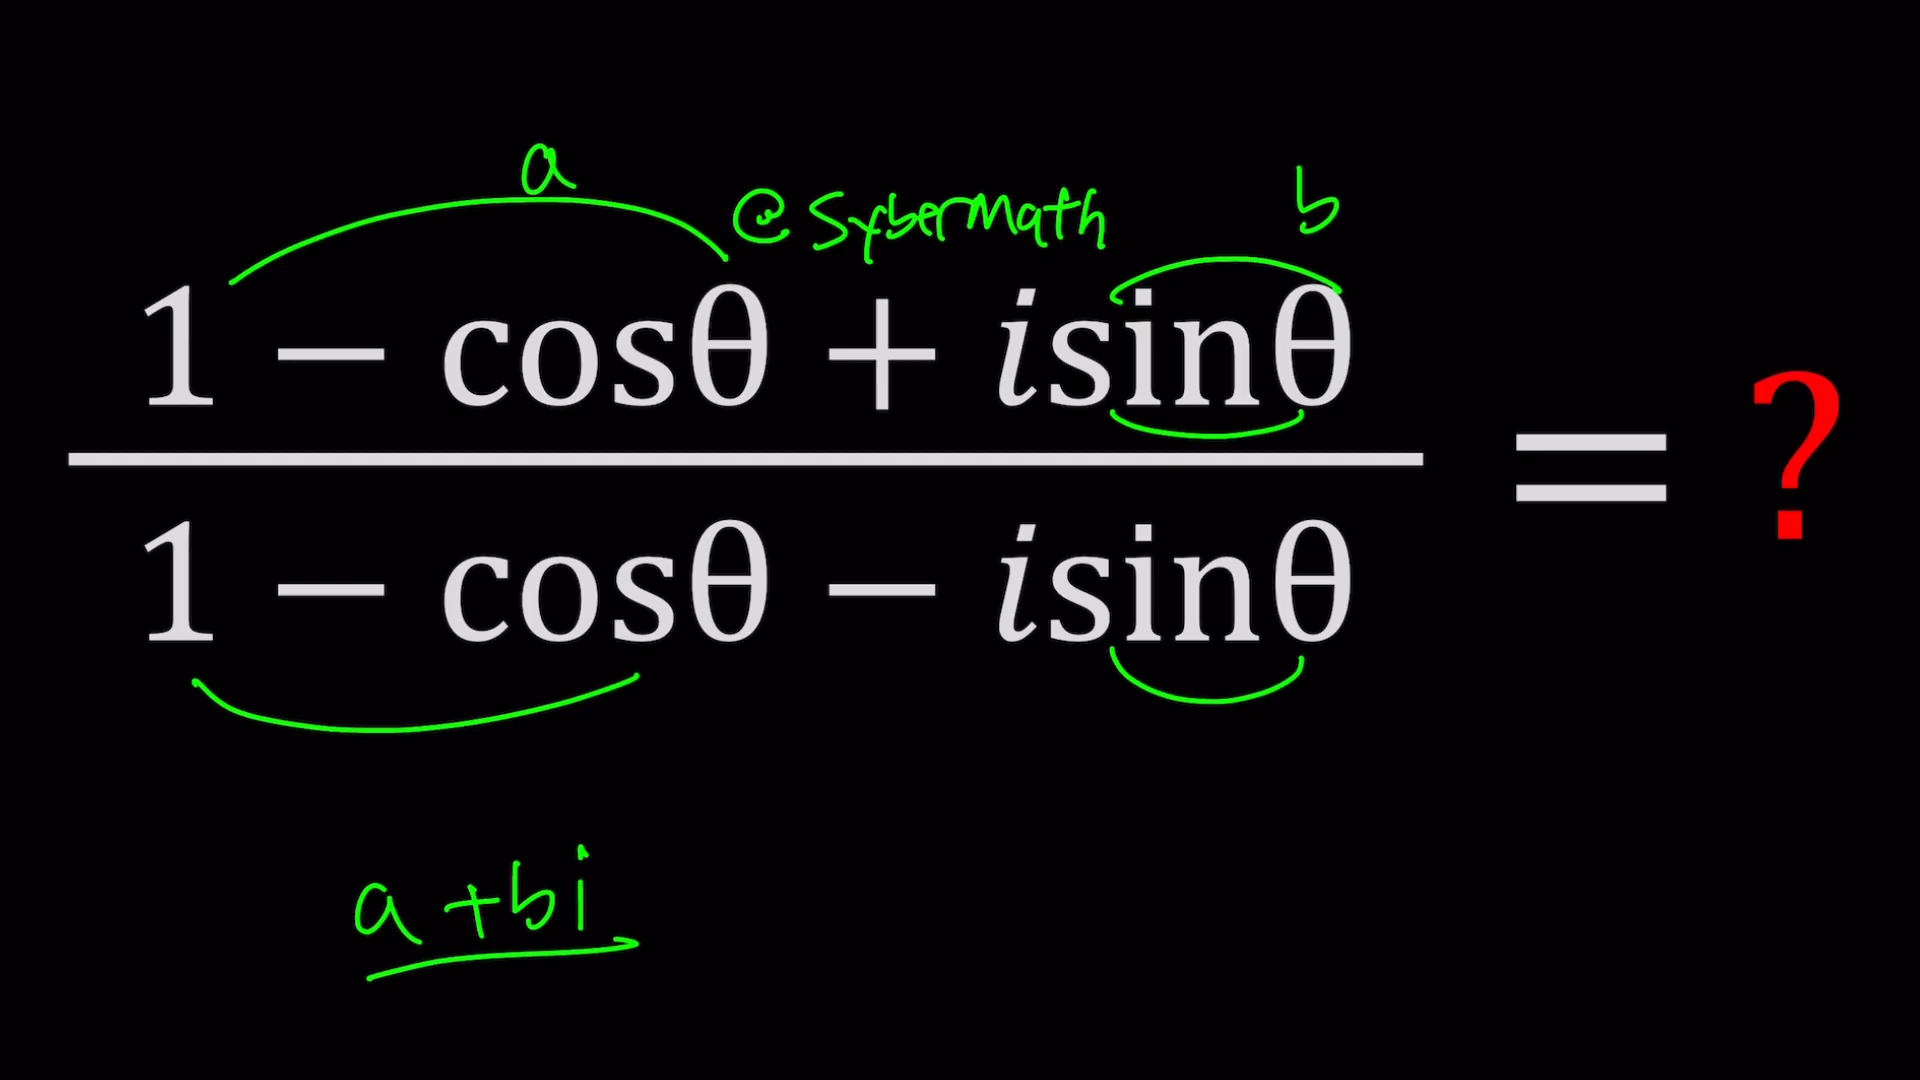 a
@SyberMath
b
1 − cosθ + isinθ
= ?
1 − cosθ − isinθ
a + bi